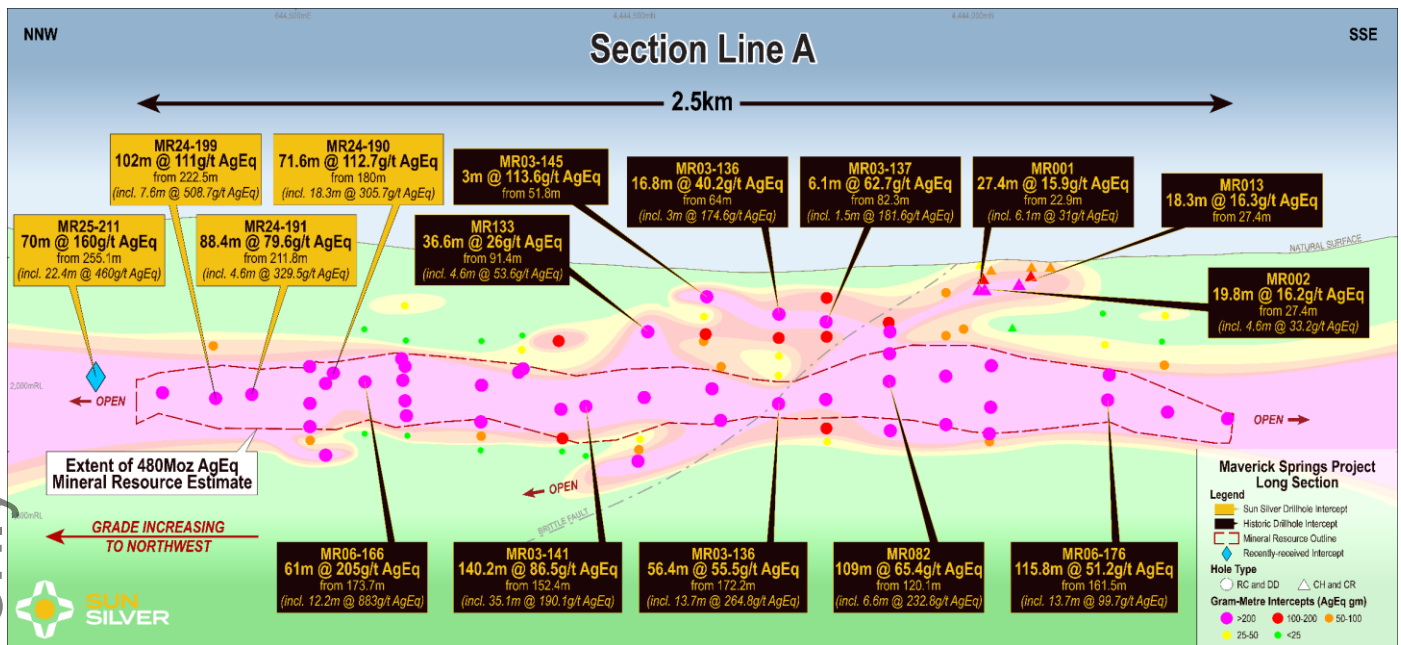 644,500mE
4,444,500mN
4,444,000mN
NNW
SSE
Section Line A
2.5km
MR24-199
102m @ 111g/t AgEq
from 222.5m
(incl. 7.6m @ 508.7g/t AgEq)
MR24-190
71.6m @ 112.7g/t AgEq
from 180m
(incl. 18.3m @ 305.7g/t AgEq)
MR03-145
3m @ 113.6g/t AgEq
from 51.8m
MR03-136
16.8m @ 40.2g/t AgEq
from 64m
(incl. 3m @ 174.6g/t AgEq)
MR03-137
6.1m @ 62.7g/t AgEq
from 82.3m
(incl. 1.5m @ 181.6g/t AgEq)
MR001
27.4m @ 15.9g/t AgEq
from 22.9m
(incl. 6.1m @ 31g/t AgEq)
MR013
18.3m @ 16.3g/t AgEq
from 27.4m
MR25-211
70m @ 160g/t AgEq
from 255.1m
(incl. 22.4m @ 460g/t AgEq)
MR24-191
88.4m @ 79.6g/t AgEq
from 211.8m
(incl. 4.6m @ 329.5g/t AgEq)
MR133
36.6m @ 26g/t AgEq
from 91.4m
(incl. 4.6m @ 53.6g/t AgEq)
NATURAL SURFACE
MR002
19.8m @ 16.2g/t AgEq
from 27.4m
(incl. 4.6m @ 33.2g/t AgEq)
2,000mRL
OPEN
OPEN
Extent of 480Moz AgEq
Mineral Resource Estimate
OPEN
BRITTLE FAULT
GRADE INCREASING
TO NORTHWEST
MR06-166
61m @ 205g/t AgEq
from 173.7m
(incl. 12.2m @ 883g/t AgEq)
MR03-141
140.2m @ 86.5g/t AgEq
from 152.4m
(incl. 35.1m @ 190.1g/t AgEq)
MR03-136
56.4m @ 55.5g/t AgEq
from 172.2m
(incl. 13.7m @ 264.8g/t AgEq)
MR082
109m @ 65.4g/t AgEq
from 120.1m
(incl. 6.6m @ 232.6g/t AgEq)
MR06-176
115.8m @ 51.2g/t AgEq
from 161.5m
(incl. 13.7m @ 99.7g/t AgEq)
SUN
SILVER
Maverick Springs Project
Long Section
Legend
Sun Silver Drillhole Intercept
Historic Drillhole Intercept
Mineral Resource Outline
Recently-received Intercept
Hole Type
RC and DD
CH and CR
Gram-Metre Intercepts (AgEq gm)
>200
100-200
50-100
25-50
<25